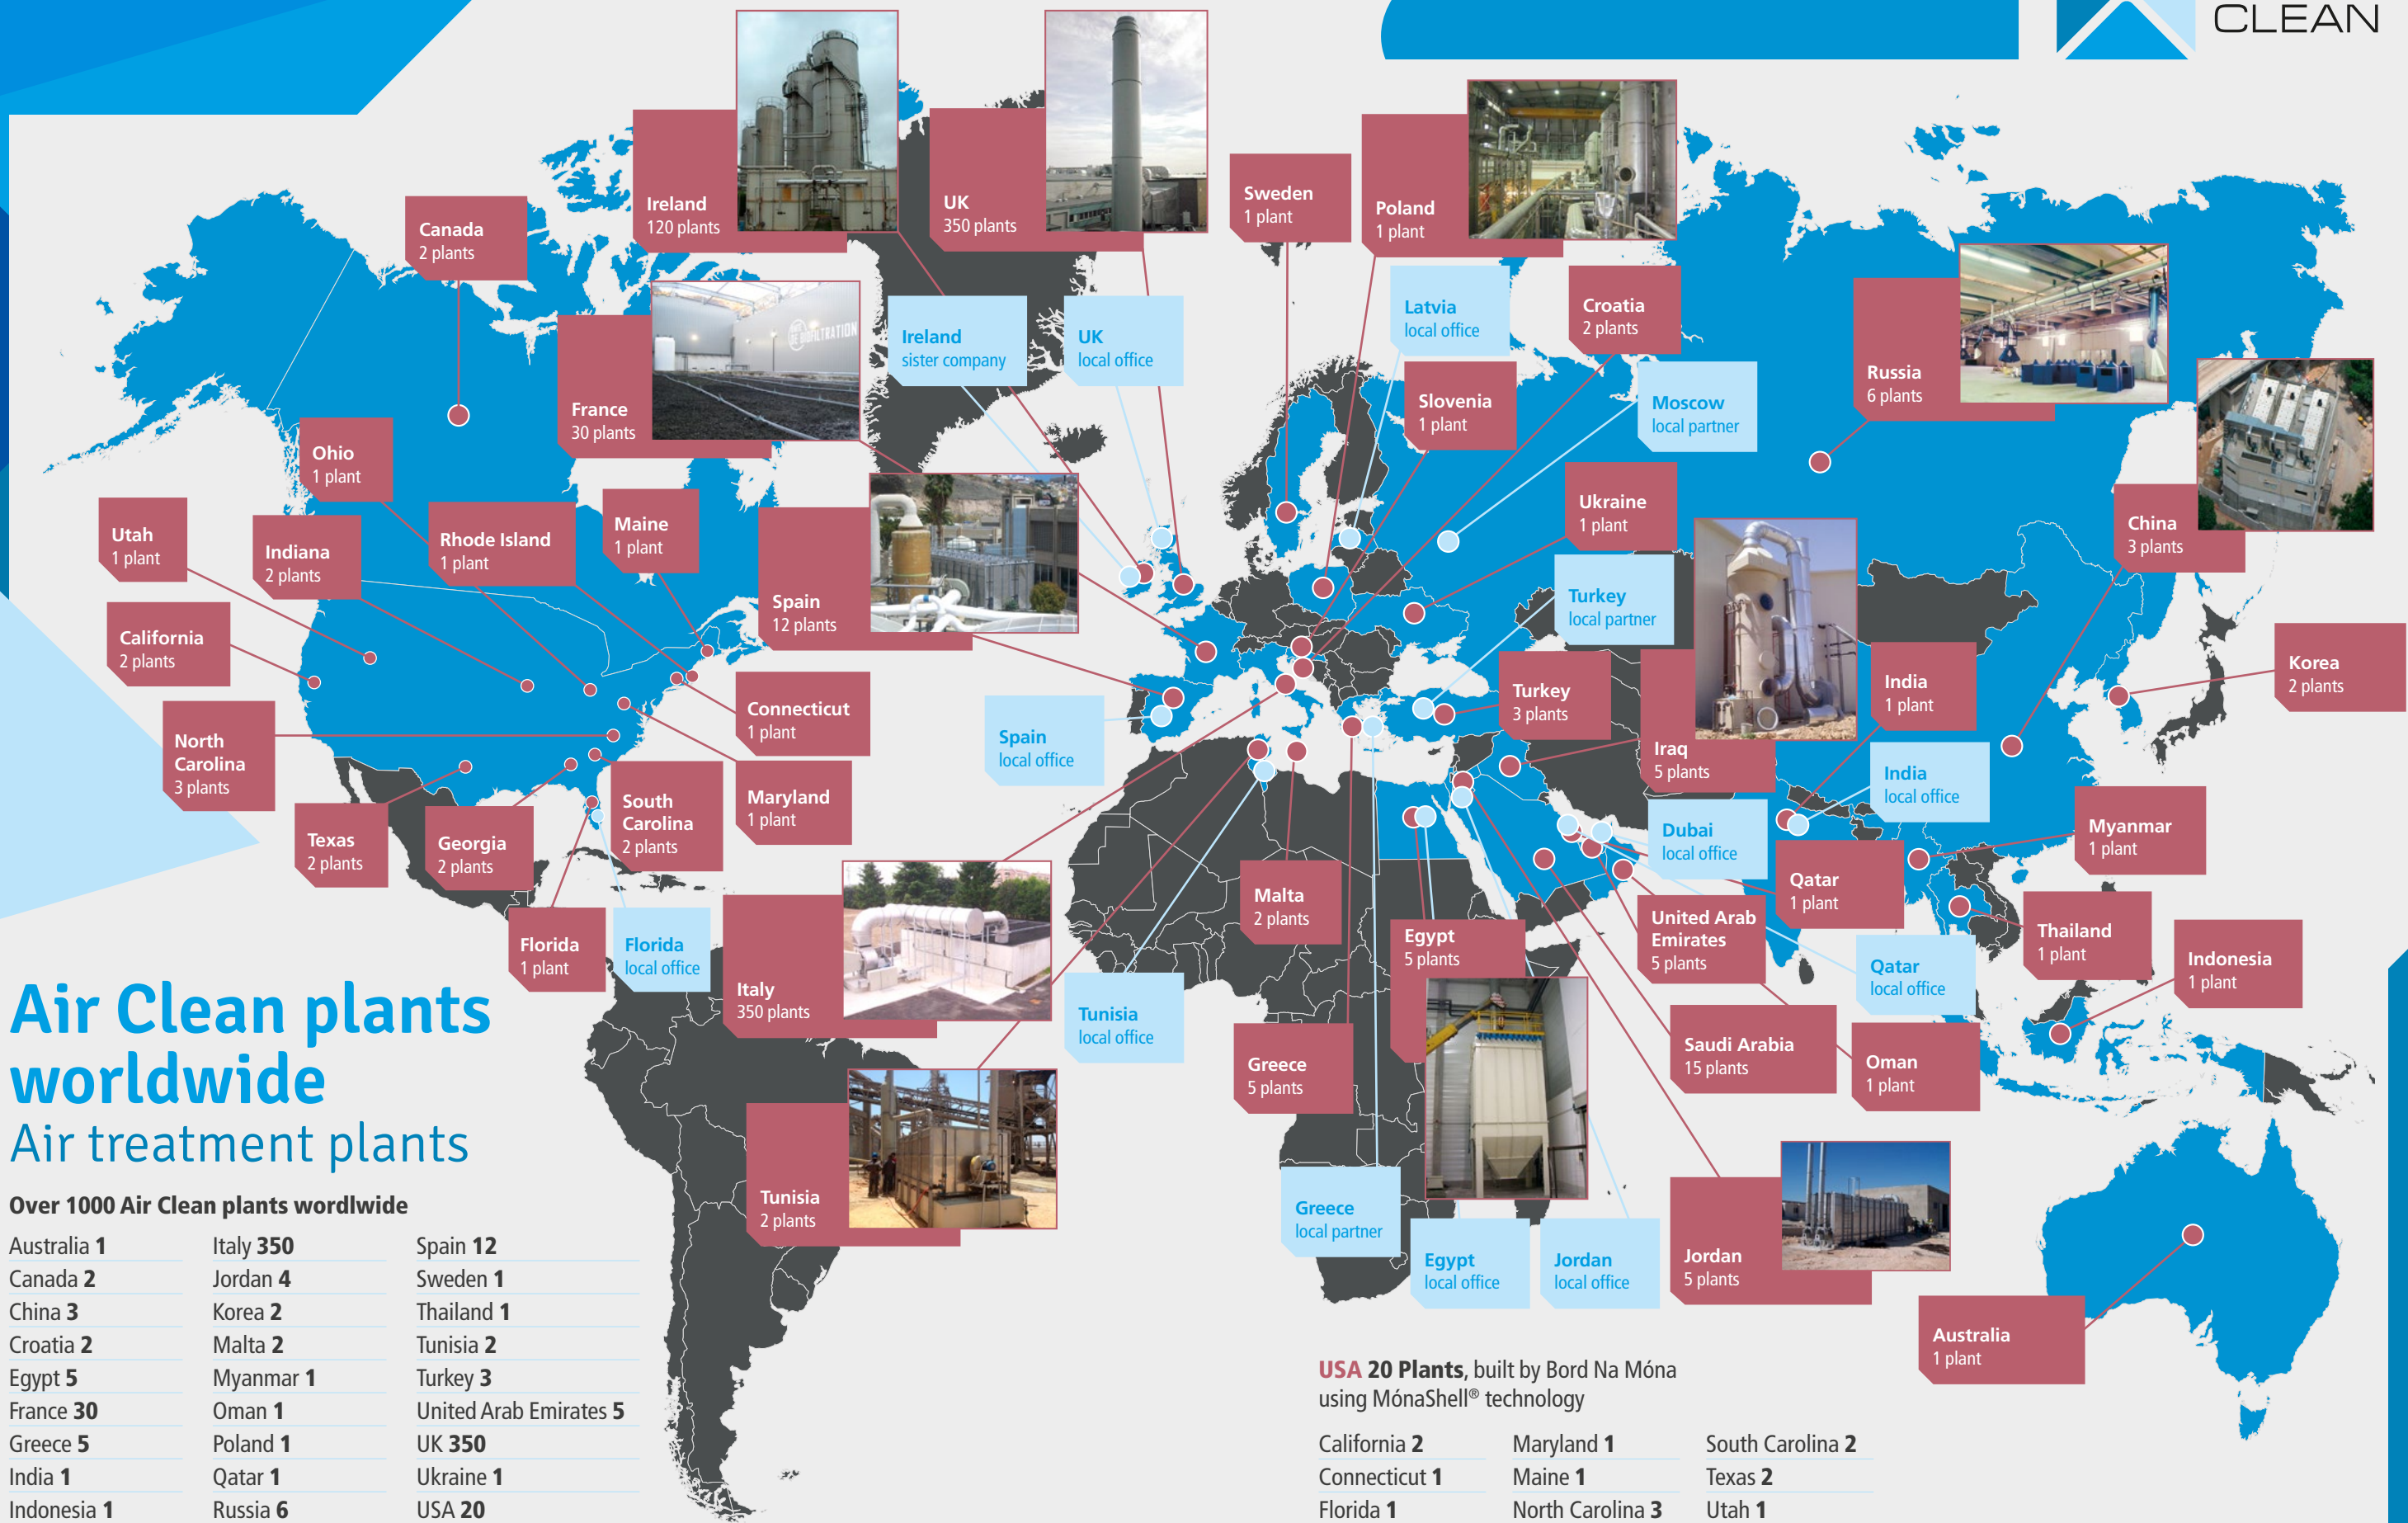 CLEAN
Ireland
120 plants
UK
350 plants
Sweden
1 plant
Poland
1 plant
Canada
2 plants
Latvia
local office
Croatia
2 plants
Ireland
sister company
UK
local office
Russia
6 plants
France
30 plants
Slovenia
1 plant
Moscow
local partner
Ohio
1 plant
Ukraine
1 plant
China
3 plants
Utah
1 plant
Indiana
2 plants
Rhode Island
1 plant
Maine
1 plant
Spain
12 plants
Turkey
local partner
California
2 plants
Korea
2 plants
Connecticut
1 plant
Turkey
3 plants
India
1 plant
North
Carolina
3 plants
Spain
local office
Iraq
5 plants
India
local office
Texas
2 plants
Georgia
2 plants
South
Carolina
2 plants
Maryland
1 plant
Dubai
local office
Myanmar
1 plant
Malta
2 plants
Qatar
1 plant
Florida
1 plant
Florida
local office
Egypt
5 plants
United Arab
Emirates
5 plants
Thailand
1 plant
Qatar
local office
Indonesia
1 plant
Italy
350 plants
Tunisia
local office
Greece
5 plants
Saudi Arabia
15 plants
Oman
1 plant
Tunisia
2 plants
Greece
local partner
Egypt
local office
Jordan
local office
Jordan
5 plants
Australia
1 plant
Air Clean plants
worldwide
Air treatment plants
Over 1000 Air Clean plants wordlwide
Australia 1
Canada 2
China 3
Croatia 2
Egypt 5
France 30
Greece 5
India 1
Indonesia 1
Italy 350
Jordan 4
Korea 2
Malta 2
Myanmar 1
Oman 1
Poland 1
Qatar 1
Russia 6
Spain 12
Sweden 1
Thailand 1
Tunisia 2
Turkey 3
United Arab Emirates 5
UK 350
Ukraine 1
USA 20
USA 20 Plants, built by Bord Na Móna
using MónaShell® technology
California 2
Connecticut 1
Florida 1
Maryland 1
Maine 1
North Carolina 3
South Carolina 2
Texas 2
Utah 1